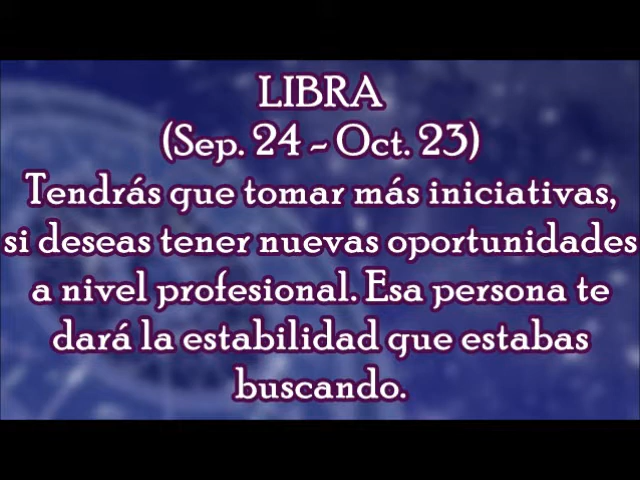 LIBRA
(Sep. 24 - Oct. 23)
Tendrás que tomar más iniciativas,
si deseas tener nuevas oportunidades
a nivel profesional. Esa persona te
dará la estabilidad que estabas
buscando.